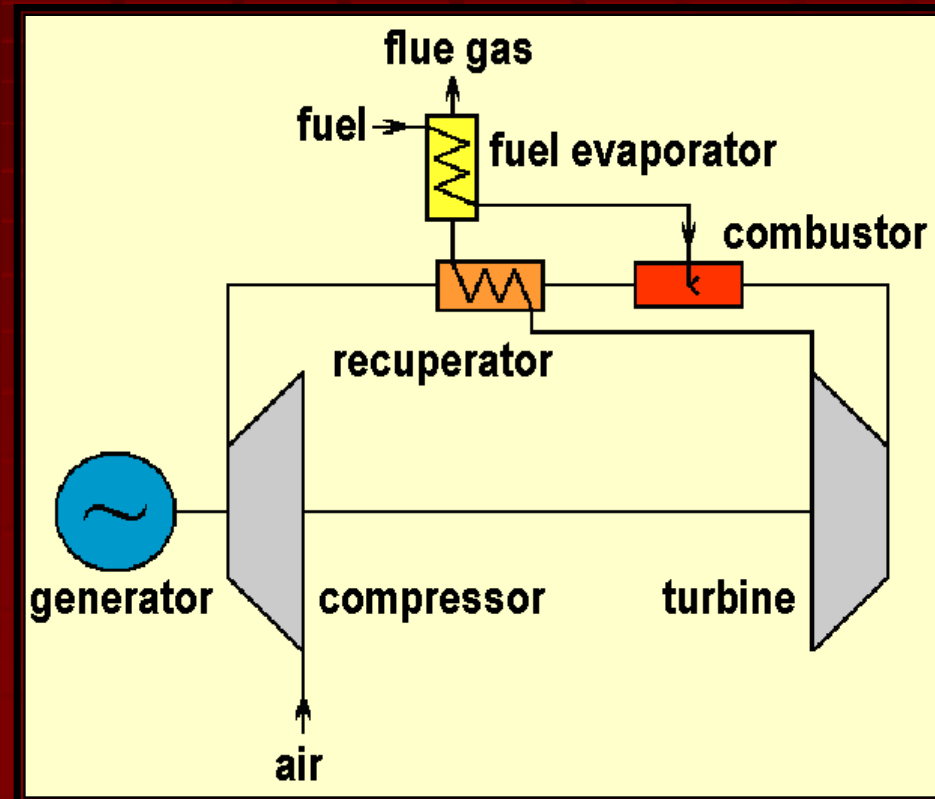 flue gas
fuel
fuel evaporator
combustor
recuperator
generator
compressor
turbine
air